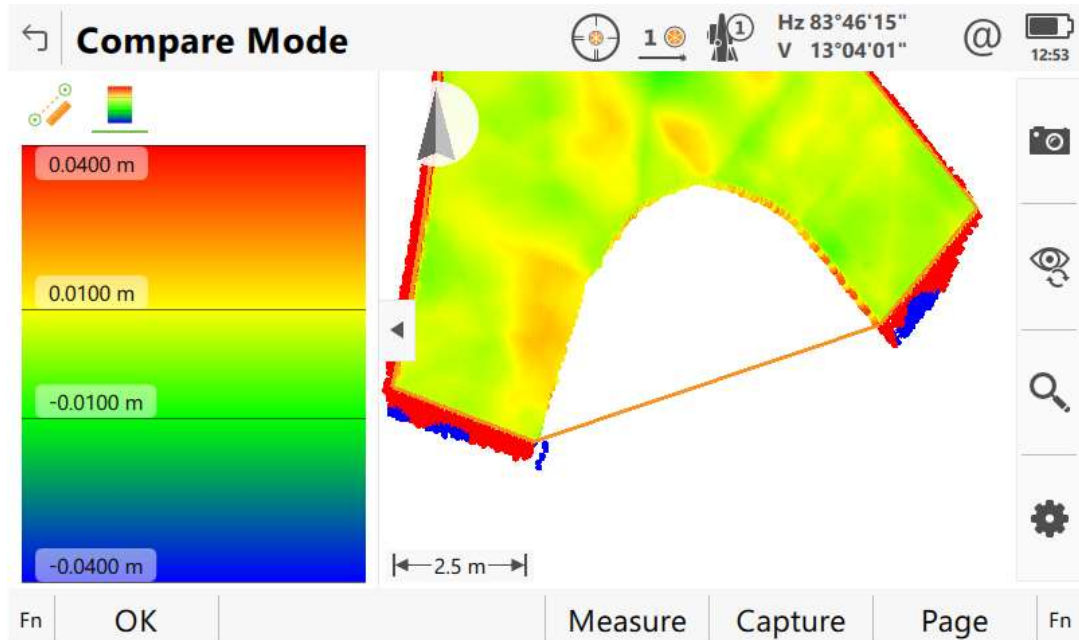 Compare Mode
1
1
Hz 83°46'15"
V 13°04'01"
@
12:53
0.0400 m
0.0100 m
-0.0100 m
-0.0400 m
2.5 m
Fn OK Measure Capture Page Fn